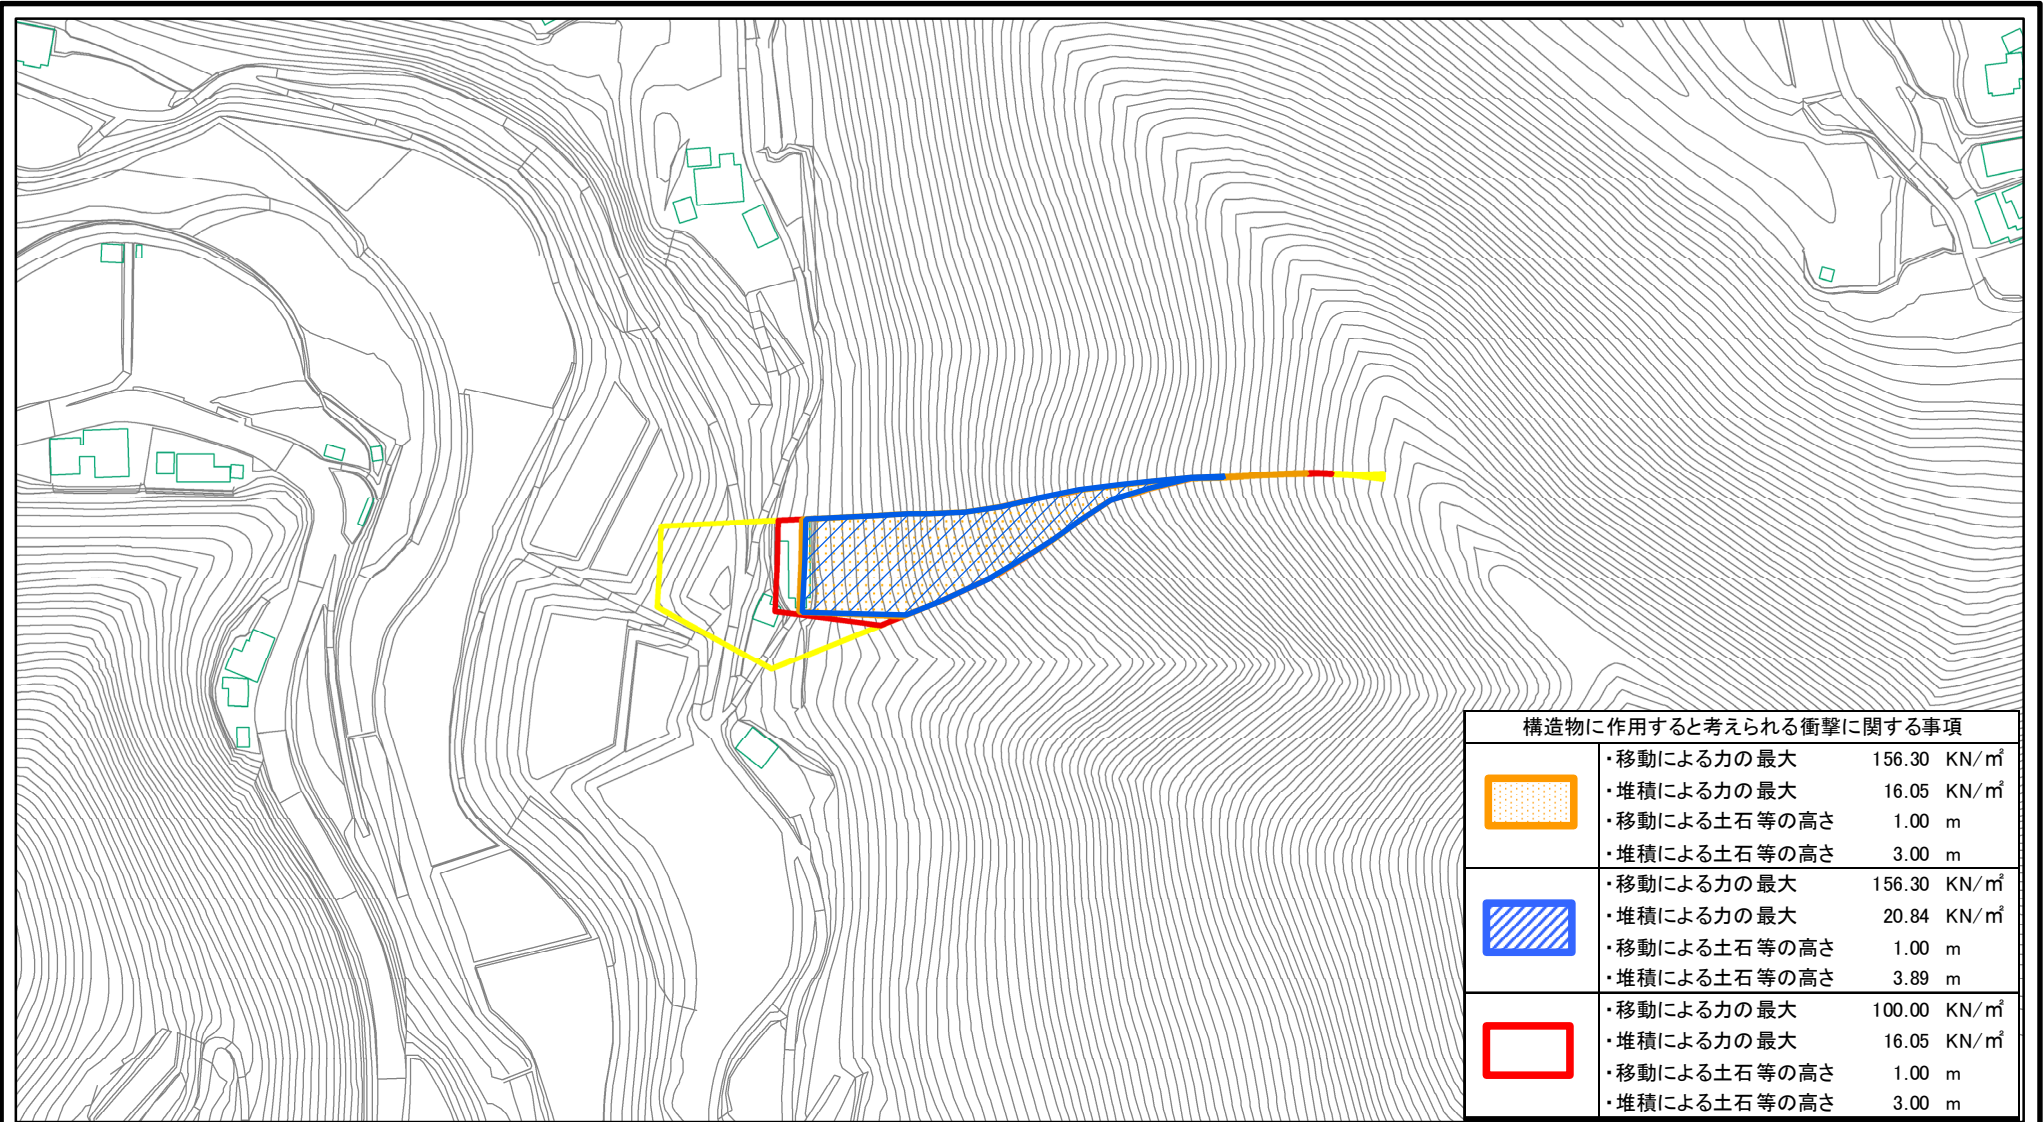 構造物に作用すると考えられる衝撃に関する事項
・移動による力の最大 156.30 KN/㎡
・堆積による力の最大 16.05 KN/㎡
・移動による土石等の高さ 1.00 m
・堆積による土石等の高さ 3.00 m
・移動による力の最大 156.30 KN/㎡
・堆積による力の最大 20.84 KN/㎡
・移動による土石等の高さ 1.00 m
・堆積による土石等の高さ 3.89 m
・移動による力の最大 100.00 KN/㎡
・堆積による力の最大 16.05 KN/㎡
・移動による土石等の高さ 1.00 m
・堆積による土石等の高さ 3.00 m